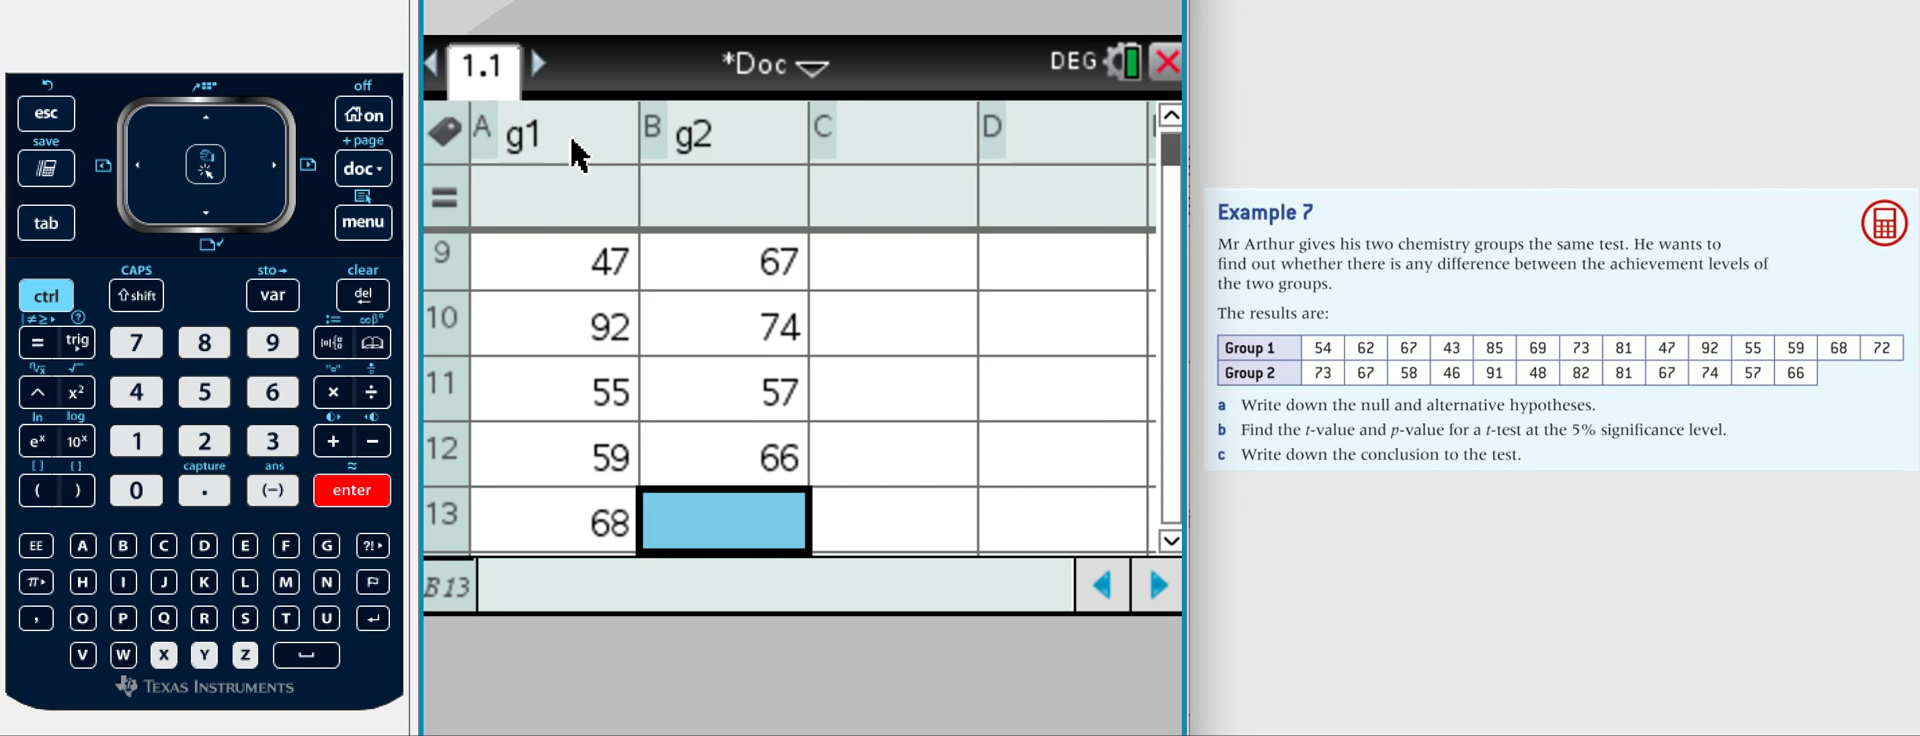 off
esc
on
save
+ page
doc
tab
menu
CAPS
sto→
clear
ctrl
⇧shift
var
del
|≠≥▸ ?
:= ∞β°
= trig 7 8 9
^ x² 4 5 6 × ÷
ln log
eˣ 10ˣ 1 2 3 + −
[ ] { } capture ans ≈
( ) 0 . (−) enter
EE A B C D E F G ?!▸
π▸ H I J K L M N
, O P Q R S T U ↵
V W X Y Z
TEXAS INSTRUMENTS
1.1 *Doc DEG
A g1 B g2 C D
=
9 47 67
10 92 74
11 55 57
12 59 66
13 68
B13
Example 7
Mr Arthur gives his two chemistry groups the same test. He wants to
find out whether there is any difference between the achievement levels of
the two groups.
The results are:
Group 1 54 62 67 43 85 69 73 81 47 92 55 59 68 72
Group 2 73 67 58 46 91 48 82 81 67 74 57 66
a Write down the null and alternative hypotheses.
b Find the t-value and p-value for a t-test at the 5% significance level.
c Write down the conclusion to the test.